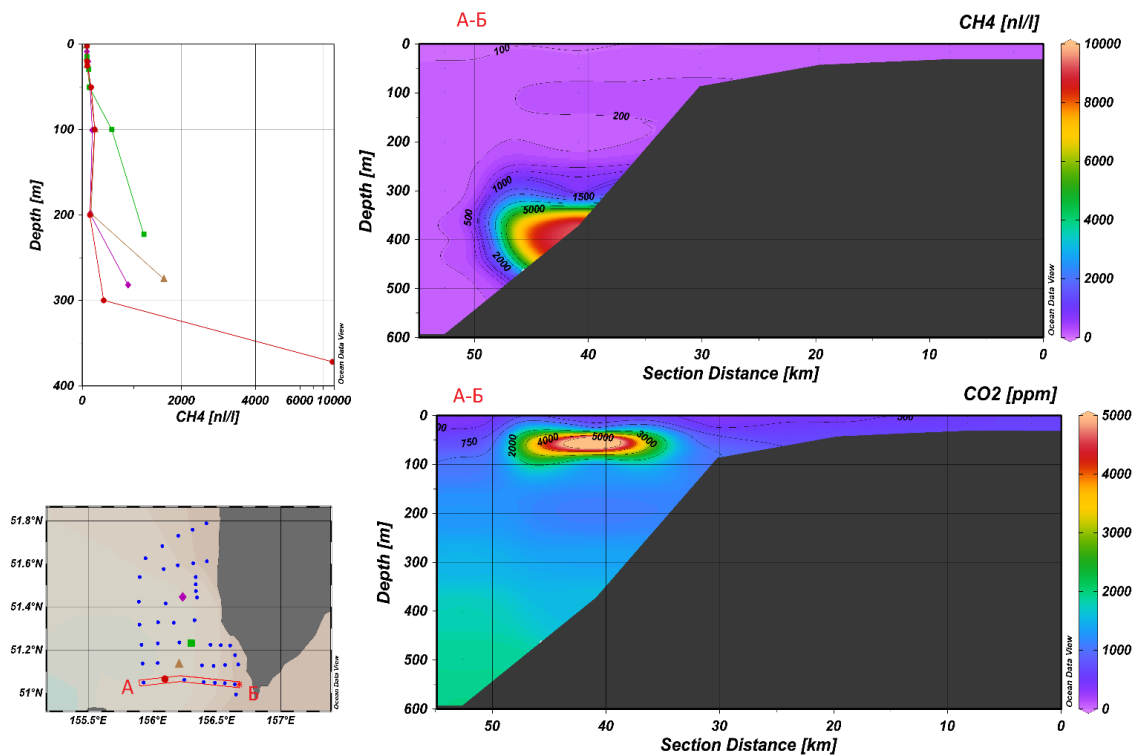 0
100
200
300
400
Depth [m]
0
2000
4000
6000
10000
CH4 [nl/l]
Ocean Data View
А-Б
CH4 [nl/l]
0
100
200
300
400
500
600
Depth [m]
100
200
1000
1500
500
5000
2000
50
40
30
20
10
0
Section Distance [km]
Ocean Data View
10000
8000
6000
4000
2000
0
А-Б
CO2 [ppm]
0
100
200
300
400
500
600
Depth [m]
750
2000
4000
5000
3000
50
40
30
20
10
0
Section Distance [km]
Ocean Data View
5000
4000
3000
2000
1000
0
51.8°N
51.6°N
51.4°N
51.2°N
51°N
А
Б
155.5°E
156°E
156.5°E
157°E
Ocean Data View